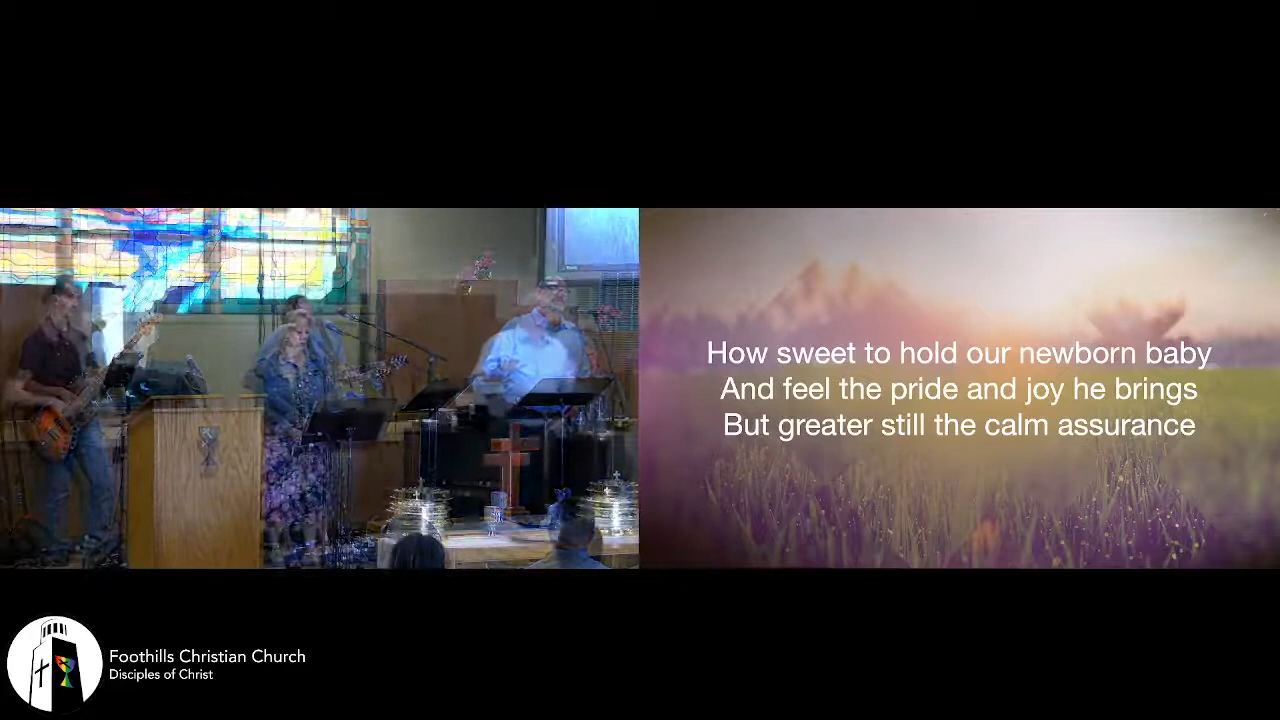 How sweet to hold our newborn baby
And feel the pride and joy he brings
But greater still the calm assurance
Foothills Christian Church
Disciples of Christ